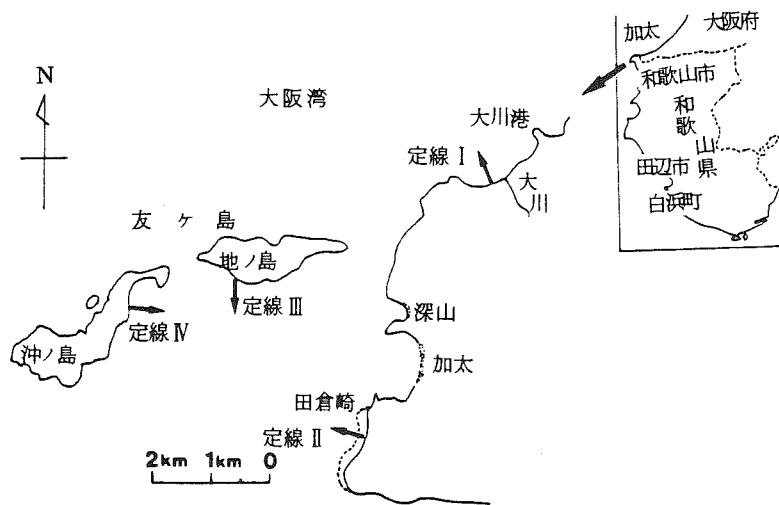 N
大阪湾
大川港
定線 I
大川
友ヶ島
地ノ島
定線 III
深山
定線 IV
沖ノ島
加太
田倉崎
定線 II
2km 1km 0
加太
大阪府
和歌山市
和歌山県
田辺市
白浜町